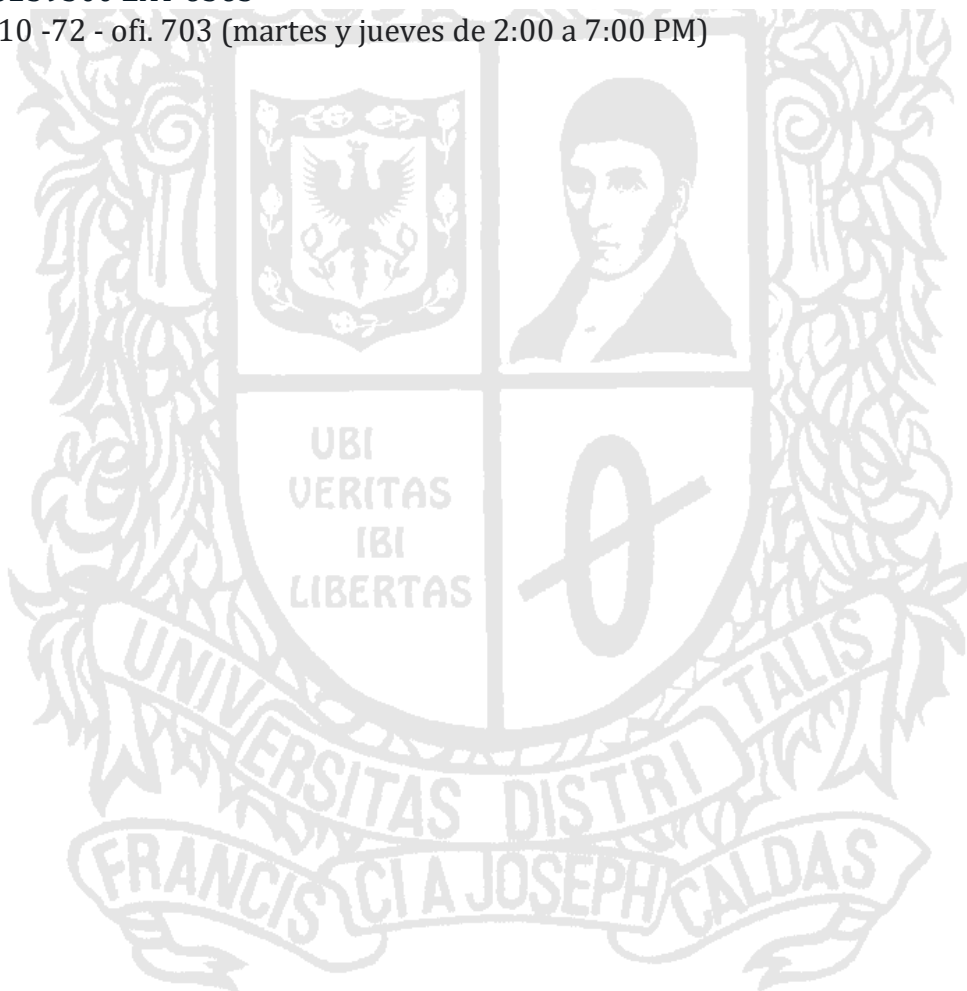 10 -72 - ofi. 703 (martes y jueves de 2:00 a 7:00 PM)
UBI
VERITAS
IBI
LIBERTAS
UNIVERSITAS DISTRITALIS
FRANCISCI A JOSEPH CALDAS